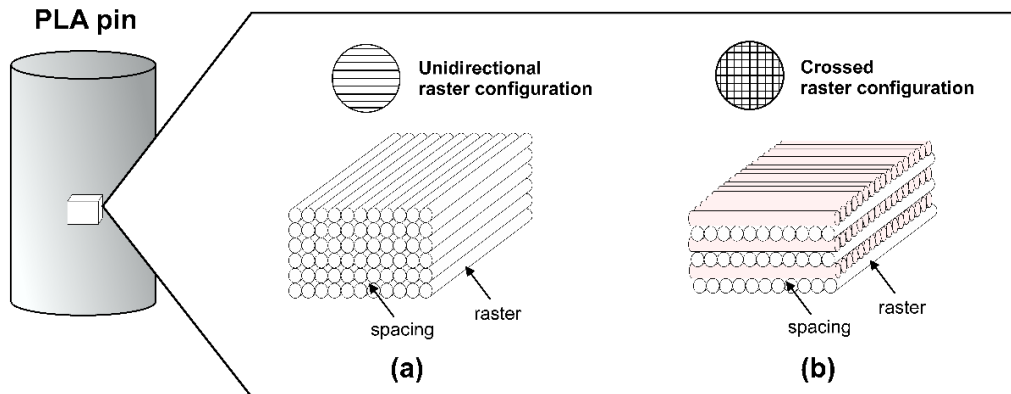 PLA pin
Unidirectional
raster configuration
Crossed
raster configuration
spacing
raster
(a)
spacing
raster
(b)